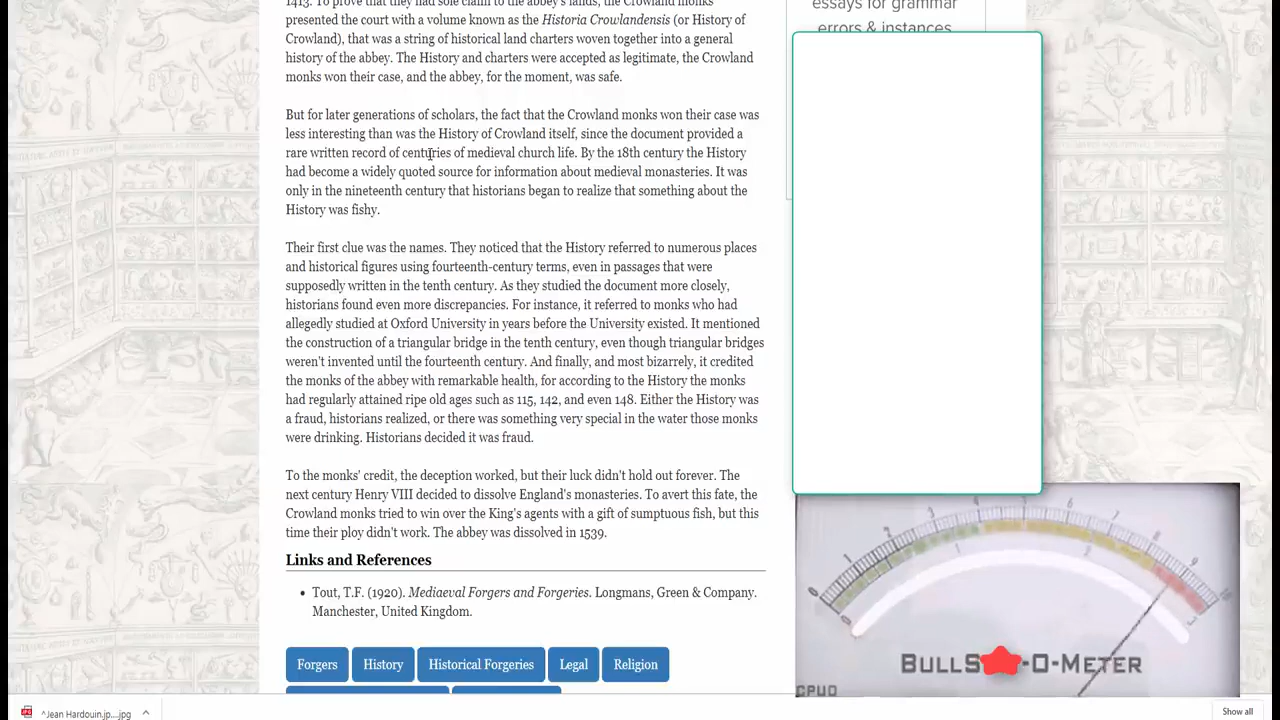 1413. To prove that they had sole claim to the abbey's lands, the Crowland monks
presented the court with a volume known as the Historia Crowlandensis (or History of
Crowland), that was a string of historical land charters woven together into a general
history of the abbey. The History and charters were accepted as legitimate, the Crowland
monks won their case, and the abbey, for the moment, was safe.
But for later generations of scholars, the fact that the Crowland monks won their case was
less interesting than was the History of Crowland itself, since the document provided a
rare written record of centuries of medieval church life. By the 18th century the History
had become a widely quoted source for information about medieval monasteries. It was
only in the nineteenth century that historians began to realize that something about the
History was fishy.
Their first clue was the names. They noticed that the History referred to numerous places
and historical figures using fourteenth-century terms, even in passages that were
supposedly written in the tenth century. As they studied the document more closely,
historians found even more discrepancies. For instance, it referred to monks who had
allegedly studied at Oxford University in years before the University existed. It mentioned
the construction of a triangular bridge in the tenth century, even though triangular bridges
weren't invented until the fourteenth century. And finally, and most bizarrely, it credited
the monks of the abbey with remarkable health, for according to the History the monks
had regularly attained ripe old ages such as 115, 142, and even 148. Either the History was
a fraud, historians realized, or there was something very special in the water those monks
were drinking. Historians decided it was fraud.
To the monks' credit, the deception worked, but their luck didn't hold out forever. The
next century Henry VIII decided to dissolve England's monasteries. To avert this fate, the
Crowland monks tried to win over the King's agents with a gift of sumptuous fish, but this
time their ploy didn't work. The abbey was dissolved in 1539.
Links and References
• Tout, T.F. (1920). Mediaeval Forgers and Forgeries. Longmans, Green & Company.
Manchester, United Kingdom.
Forgers History Historical Forgeries Legal Religion
essays for grammar
errors & instances
0 1 4 6 7 8 9 10
BULLS -O-METER
CPUO
^Jean Hardouin.jp....jpg
Show all